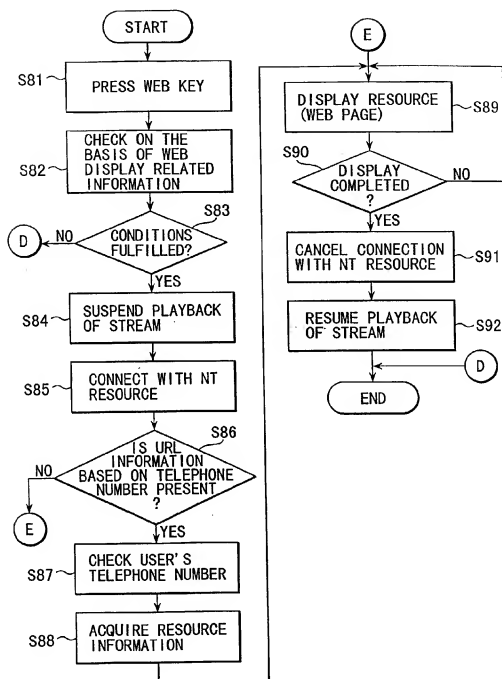 START
S81
PRESS WEB KEY
S82
CHECK ON THE
BASIS OF WEB
DISPLAY RELATED
INFORMATION
S83
D
NO
CONDITIONS
FULFILLED?
YES
S84
SUSPEND PLAYBACK
OF STREAM
S85
CONNECT WITH NT
RESOURCE
S86
NO
IS URL
INFORMATION
BASED ON TELEPHONE
NUMBER PRESENT
?
E
YES
S87
CHECK USER'S
TELEPHONE NUMBER
S88
ACQUIRE RESOURCE
INFORMATION
E
S89
DISPLAY RESOURCE
(WEB PAGE)
S90
DISPLAY
COMPLETED
?
NO
YES
S91
CANCEL CONNECTION
WITH NT RESOURCE
S92
RESUME PLAYBACK
OF STREAM
D
END